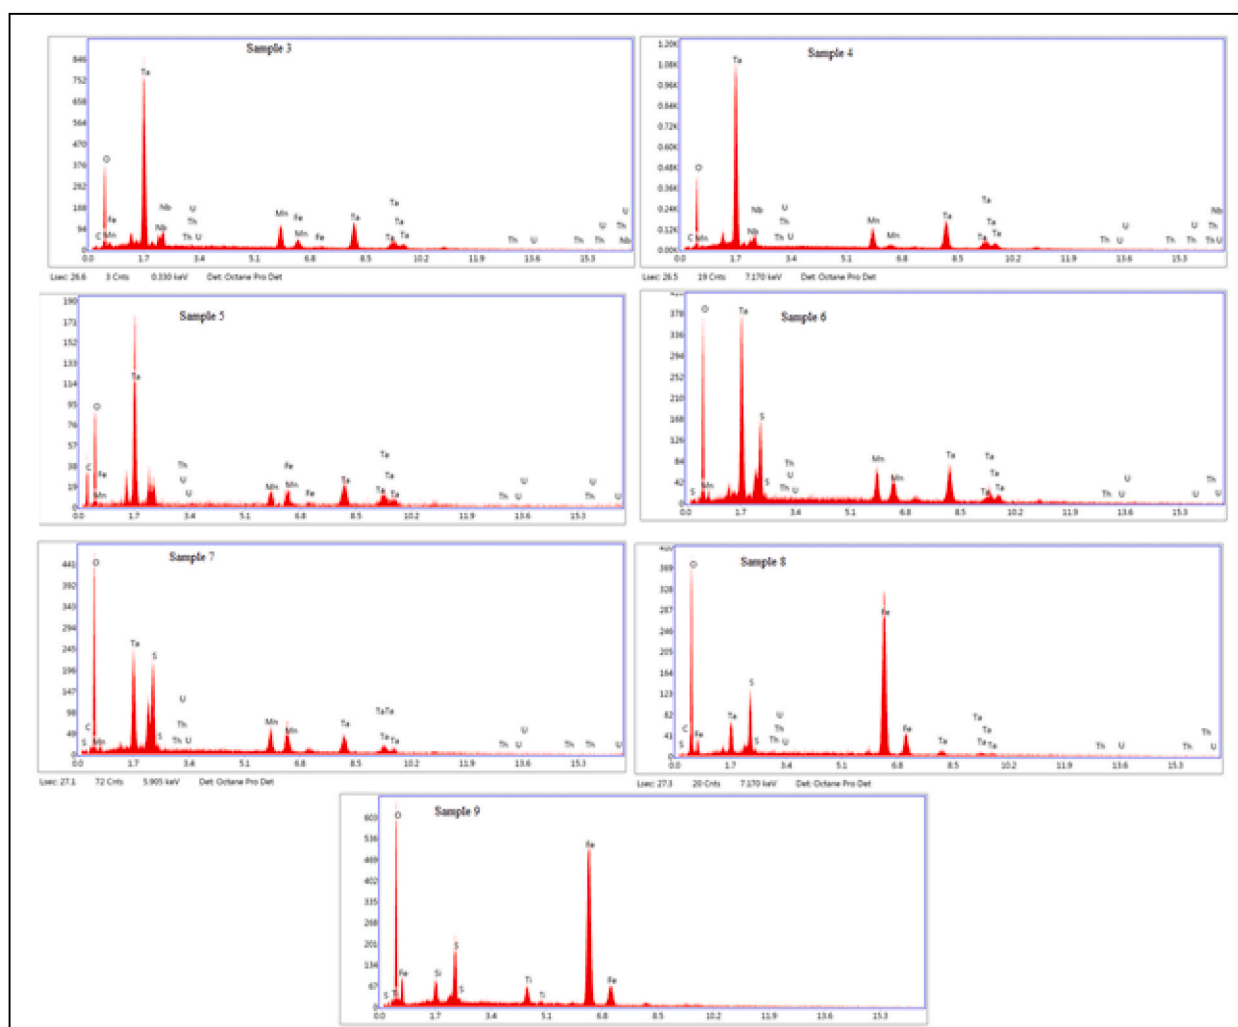 Sample 3
846
752
658
564
470
376
282
188
94
0
Ta
O
Fe
C
Mn
Nb
Nb
U
Th
Th
U
Mn
Fe
Mn
Fe
Ta
Ta
Ta
Ta
Ta
Th
U
U
Th
Th
Th
U
Nb
0.0 1.7 3.4 5.1 6.8 8.5 10.2 11.9 13.6 15.3
Lsec: 26.6 3 Cnts 0.330 keV Det: Octane Pro Det
Sample 4
1.20K
1.08K
0.96K
0.84K
0.72K
0.60K
0.48K
0.36K
0.24K
0.12K
0.00K
Ta
O
C
Mn
Nb
Nb
U
Th
Th
U
Mn
Mn
Ta
Ta
Ta
Ta
Ta
Th
U
U
Th
Th
Nb
U
Th
Th
U
0.0 1.7 3.4 5.1 6.8 8.5 10.2 11.9 13.6 15.3
Lsec: 26.5 19 Cnts 7.170 keV Det: Octane Pro Det
Sample 5
190
171
152
133
114
95
76
57
38
19
0
Ta
O
C
Fe
Mn
Th
U
U
Mn
Fe
Fe
Ta
Ta
Ta
Ta
Ta
Th
U
U
U
Th
U
0.0 1.7 3.4 5.1 6.8 8.5 10.2 11.9 13.6 15.3
Sample 6
378
336
294
252
210
168
126
84
42
0
O
Ta
S
S
Mn
S
Th
U
Th
U
Mn
Mn
Ta
Ta
Ta
Ta
Ta
Th
U
U
U
Th
U
0.0 1.7 3.4 5.1 6.8 8.5 10.2 11.9 13.6 15.3
Sample 7
441
392
343
294
245
196
147
98
49
0
O
Ta
S
C
S
Mn
S
U
Th
Th
U
Mn
Mn
Ta
TaTa
Ta
Ta
Th
U
U
Th
Th
U
U
0.0 1.7 3.4 5.1 6.8 8.5 10.2 11.9 13.6 15.3
Lsec: 27.1 72 Cnts 5.905 keV Det: Octane Pro Det
Sample 8
369
328
287
246
205
164
123
82
41
0
O
Fe
S
Ta
C
S
Fe
S
U
Th
Th
U
Fe
Ta
Ta
Ta
Ta
Ta
Th
U
Th
Th
U
0.0 1.7 3.4 5.1 6.8 8.5 10.2 11.9 13.6 15.3
Lsec: 27.3 20 Cnts 7.170 keV Det: Octane Pro Det
Sample 9
603
536
469
402
335
268
201
134
67
0
O
Fe
S
Fe
Si
S
S
Ti
Ti
Fe
0.0 1.7 3.4 5.1 6.8 8.5 10.2 11.9 13.6 15.3